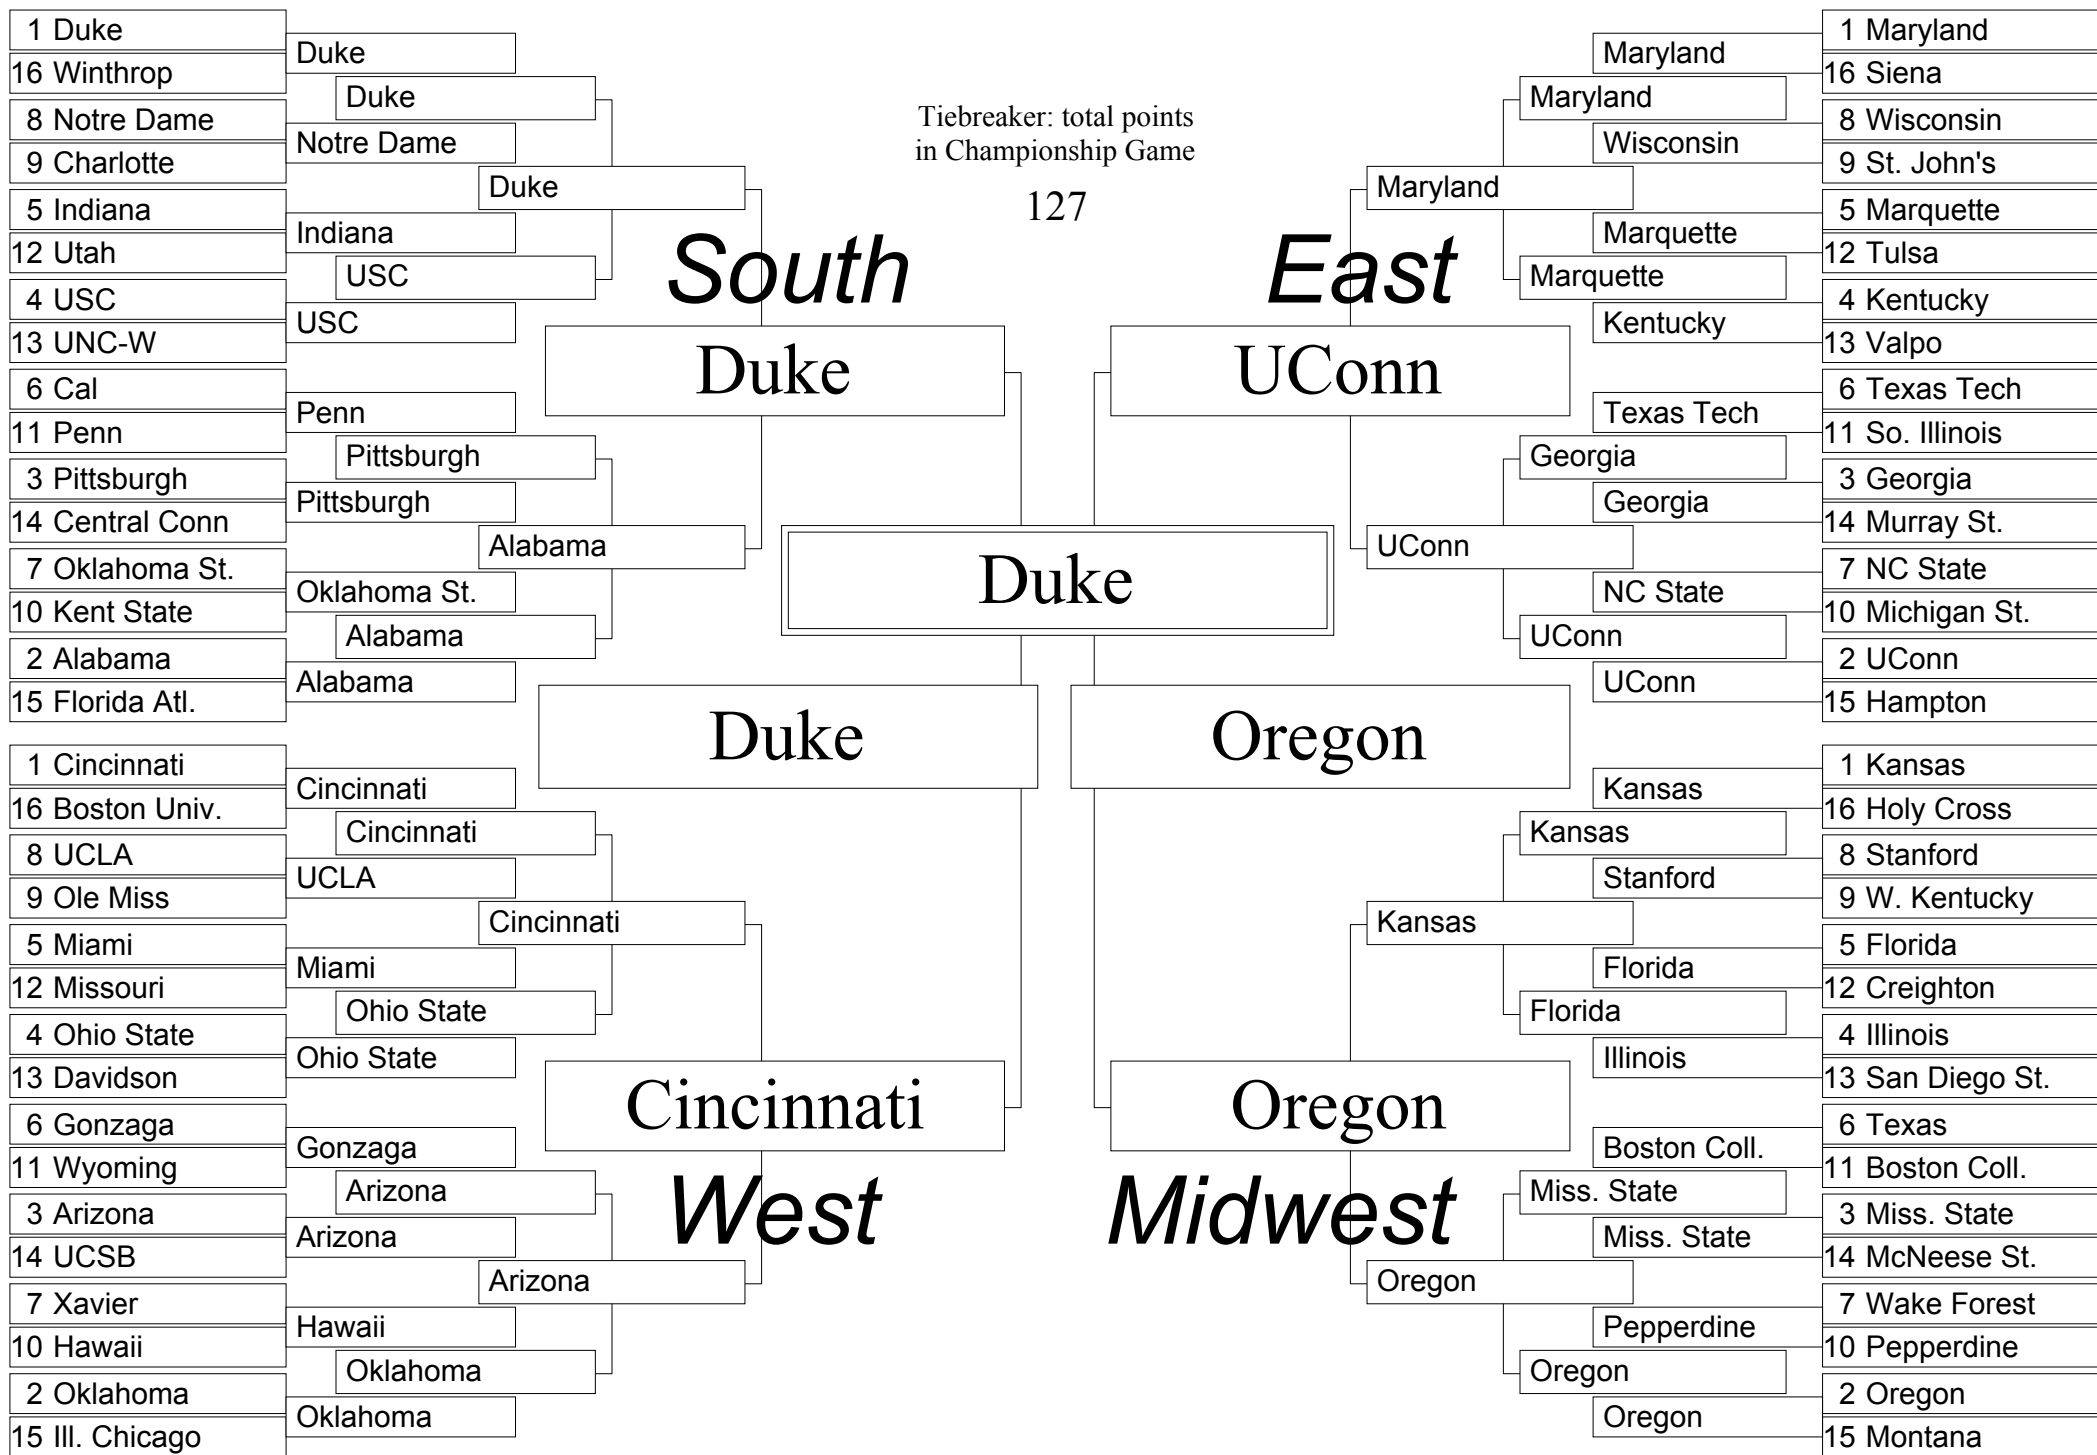 1 Duke
16 Winthrop
8 Notre Dame
9 Charlotte
5 Indiana
12 Utah
4 USC
13 UNC-W
6 Cal
11 Penn
3 Pittsburgh
14 Central Conn
7 Oklahoma St.
10 Kent State
2 Alabama
15 Florida Atl.
Duke
Notre Dame
Indiana
USC
Penn
Pittsburgh
Oklahoma St.
Alabama
Duke
USC
Pittsburgh
Alabama
Duke
Alabama
South
Duke
1 Cincinnati
16 Boston Univ.
8 UCLA
9 Ole Miss
5 Miami
12 Missouri
4 Ohio State
13 Davidson
6 Gonzaga
11 Wyoming
3 Arizona
14 UCSB
7 Xavier
10 Hawaii
2 Oklahoma
15 Ill. Chicago
Cincinnati
UCLA
Miami
Ohio State
Gonzaga
Arizona
Hawaii
Oklahoma
Cincinnati
Ohio State
Arizona
Oklahoma
Cincinnati
Arizona
Cincinnati
West
Tiebreaker: total points
in Championship Game
127
Duke
Duke
Oregon
East
UConn
Maryland
UConn
Maryland
Marquette
Georgia
UConn
Maryland
Wisconsin
Marquette
Kentucky
Texas Tech
Georgia
NC State
UConn
1 Maryland
16 Siena
8 Wisconsin
9 St. John's
5 Marquette
12 Tulsa
4 Kentucky
13 Valpo
6 Texas Tech
11 So. Illinois
3 Georgia
14 Murray St.
7 NC State
10 Michigan St.
2 UConn
15 Hampton
Oregon
Midwest
Kansas
Oregon
Kansas
Florida
Miss. State
Oregon
Kansas
Stanford
Florida
Illinois
Boston Coll.
Miss. State
Pepperdine
Oregon
1 Kansas
16 Holy Cross
8 Stanford
9 W. Kentucky
5 Florida
12 Creighton
4 Illinois
13 San Diego St.
6 Texas
11 Boston Coll.
3 Miss. State
14 McNeese St.
7 Wake Forest
10 Pepperdine
2 Oregon
15 Montana